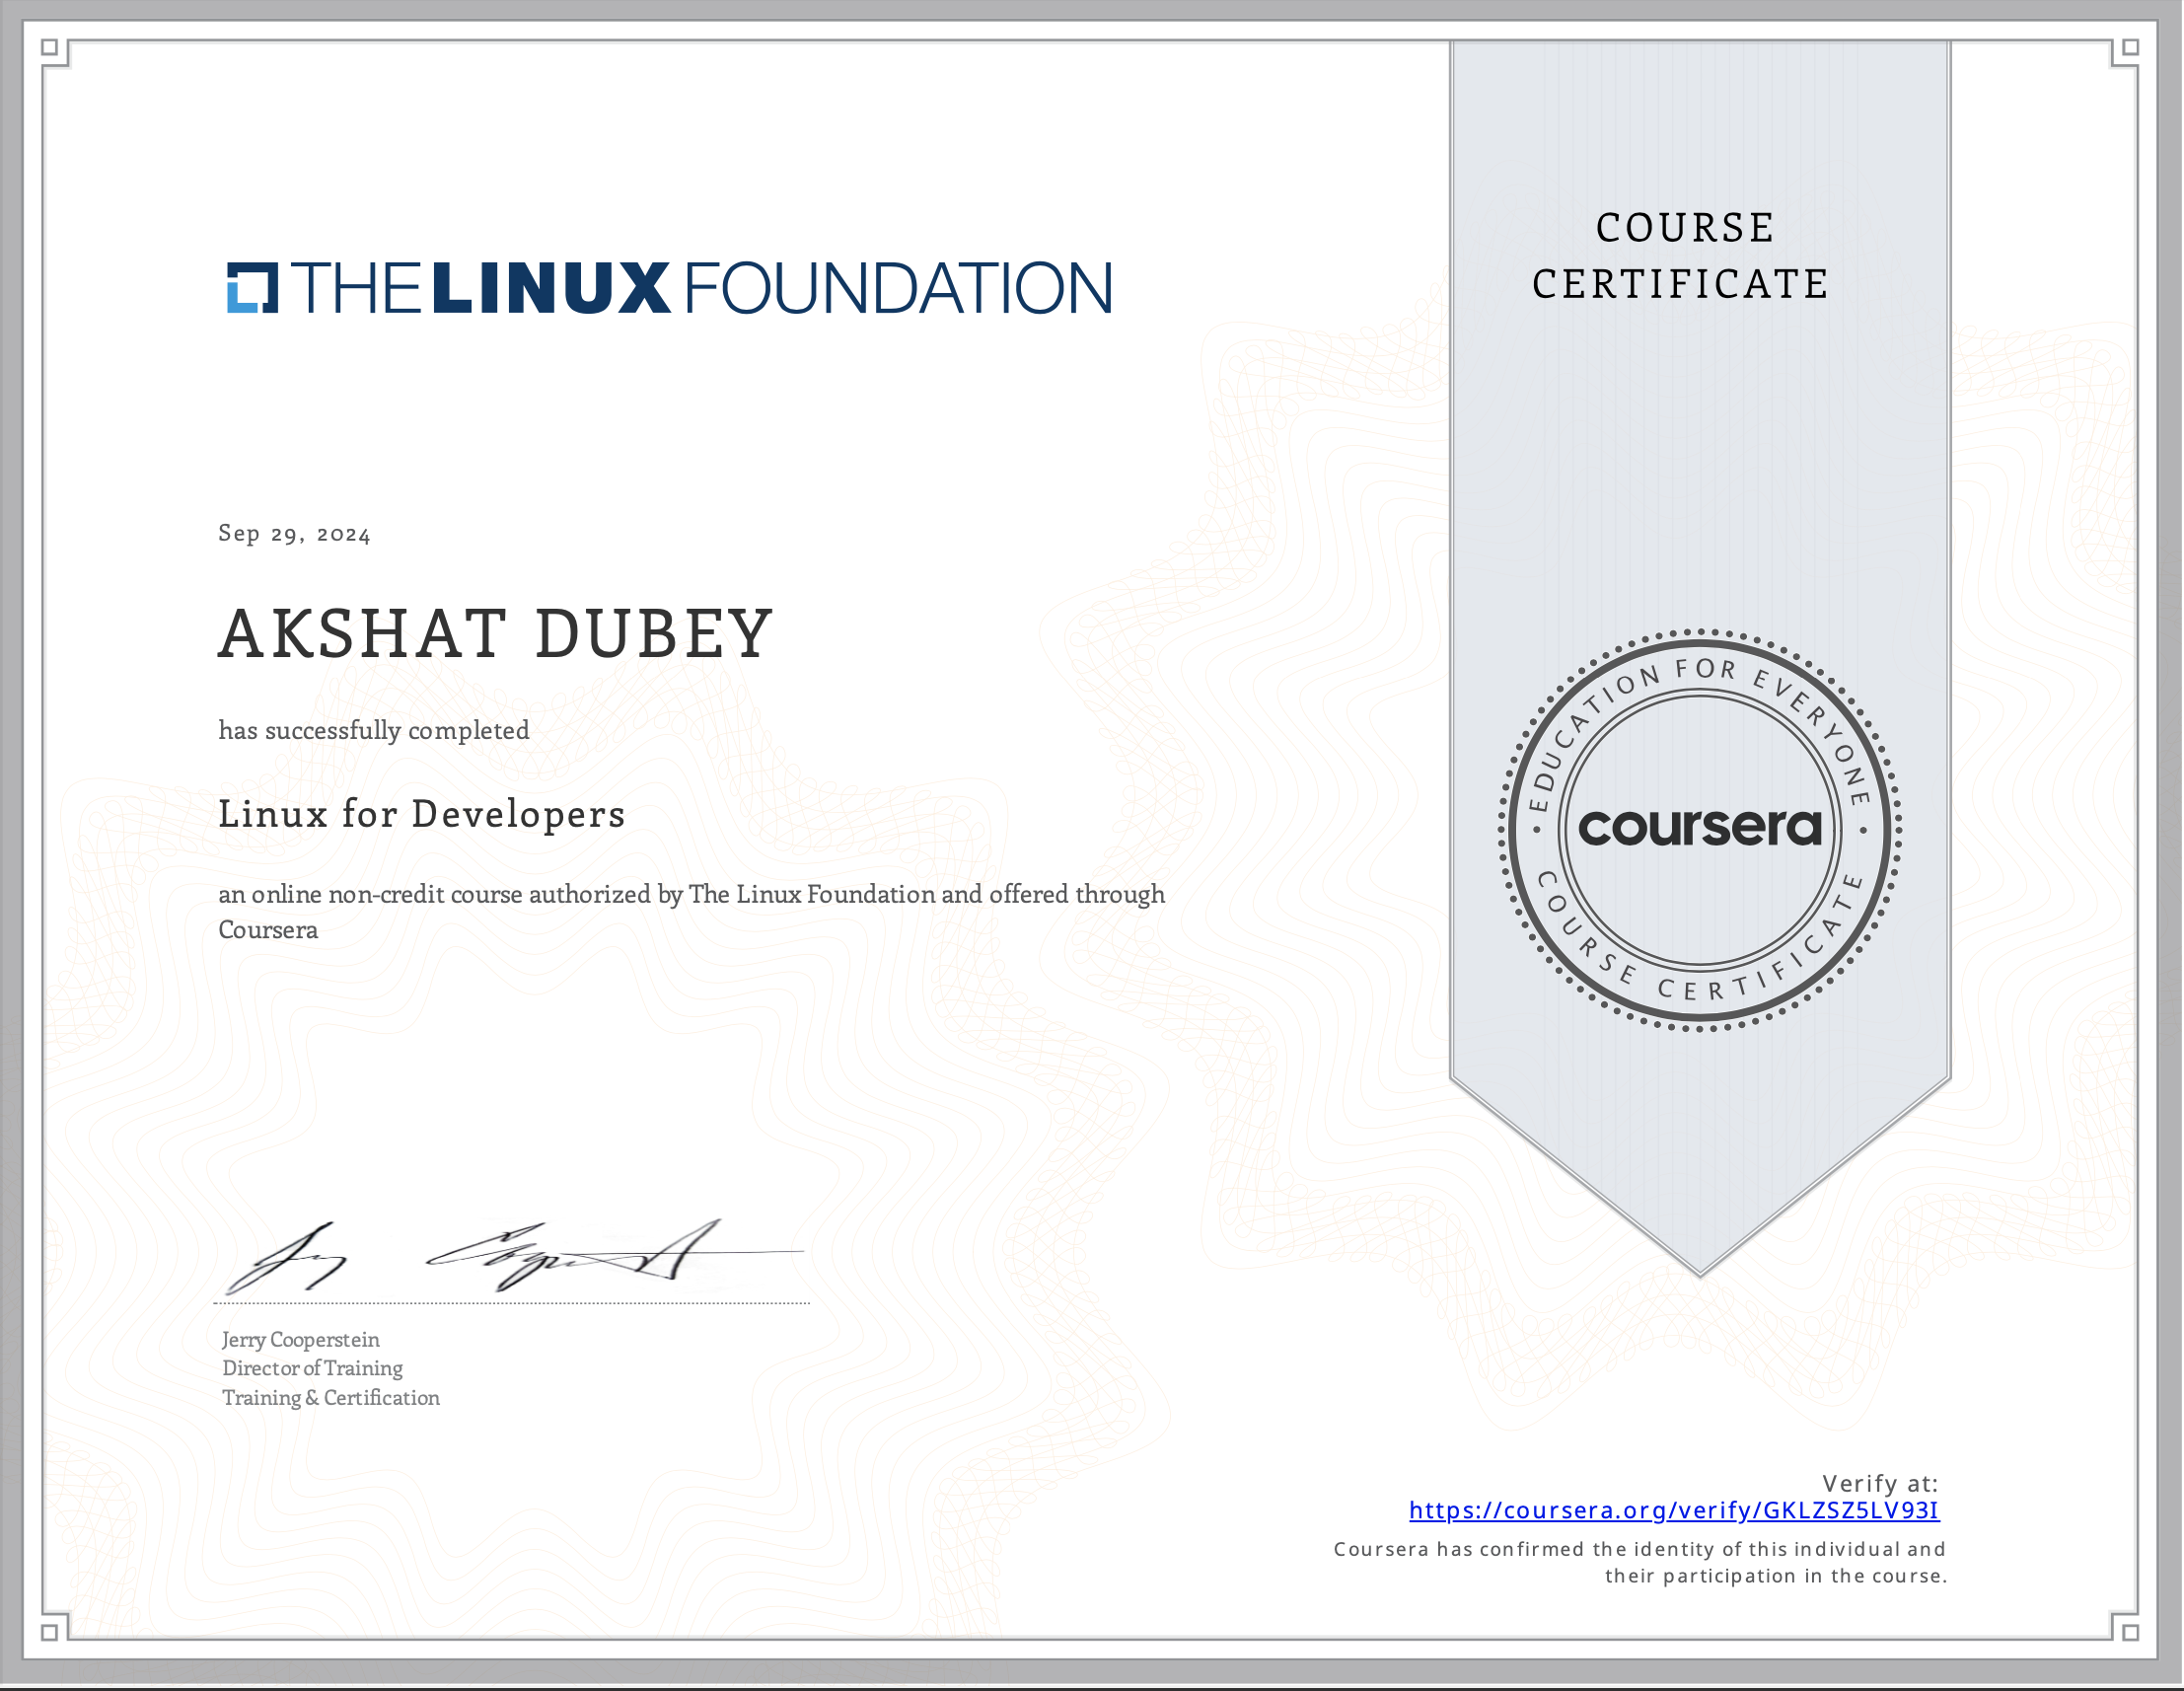 THE LINUX FOUNDATION
COURSE
CERTIFICATE
Sep 29, 2024
AKSHAT DUBEY
has successfully completed
Linux for Developers
an online non-credit course authorized by The Linux Foundation and offered through
Coursera
EDUCATION FOR EVERYONE
coursera
COURSE CERTIFICATE
Jerry Cooperstein
Director of Training
Training & Certification
Verify at:
https://coursera.org/verify/GKLZSZ5LV93I
Coursera has confirmed the identity of this individual and
their participation in the course.